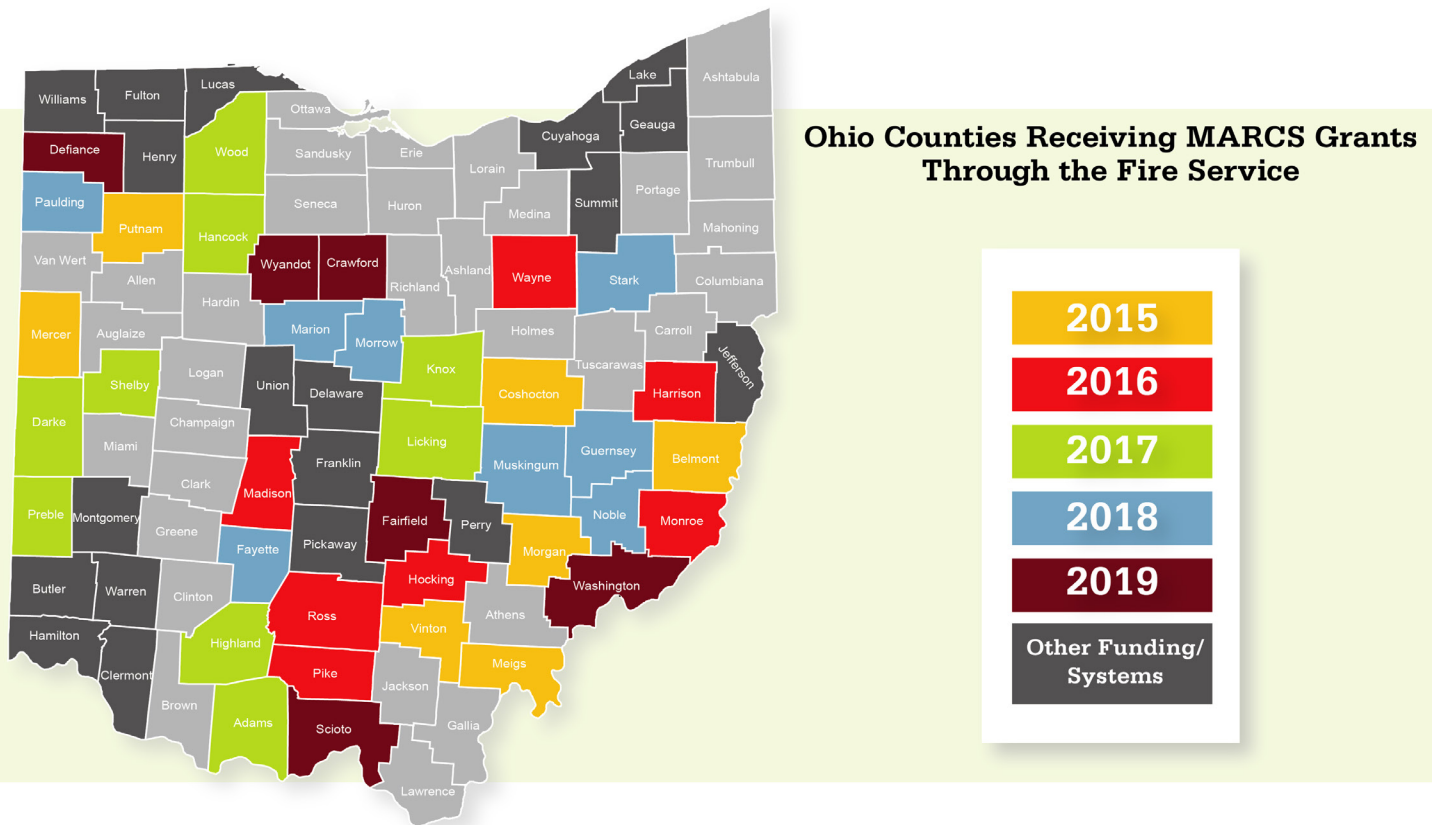 Ohio Counties Receiving MARCS Grants
Through the Fire Service
2015
2016
2017
2018
2019
Other Funding/
Systems
Williams
Fulton
Lucas
Ottawa
Lake
Ashtabula
Geauga
Cuyahoga
Defiance
Henry
Wood
Sandusky
Erie
Lorain
Trumbull
Paulding
Putnam
Hancock
Seneca
Huron
Medina
Summit
Portage
Mahoning
Van Wert
Allen
Wyandot
Crawford
Richland
Ashland
Wayne
Stark
Columbiana
Mercer
Auglaize
Hardin
Marion
Morrow
Holmes
Tuscarawas
Carroll
Jefferson
Shelby
Logan
Union
Delaware
Knox
Coshocton
Harrison
Darke
Miami
Champaign
Franklin
Licking
Muskingum
Guernsey
Belmont
Clark
Madison
Preble
Montgomery
Greene
Fayette
Pickaway
Fairfield
Perry
Morgan
Noble
Monroe
Butler
Warren
Clinton
Ross
Hocking
Athens
Washington
Hamilton
Clermont
Highland
Pike
Vinton
Meigs
Brown
Adams
Scioto
Jackson
Gallia
Lawrence